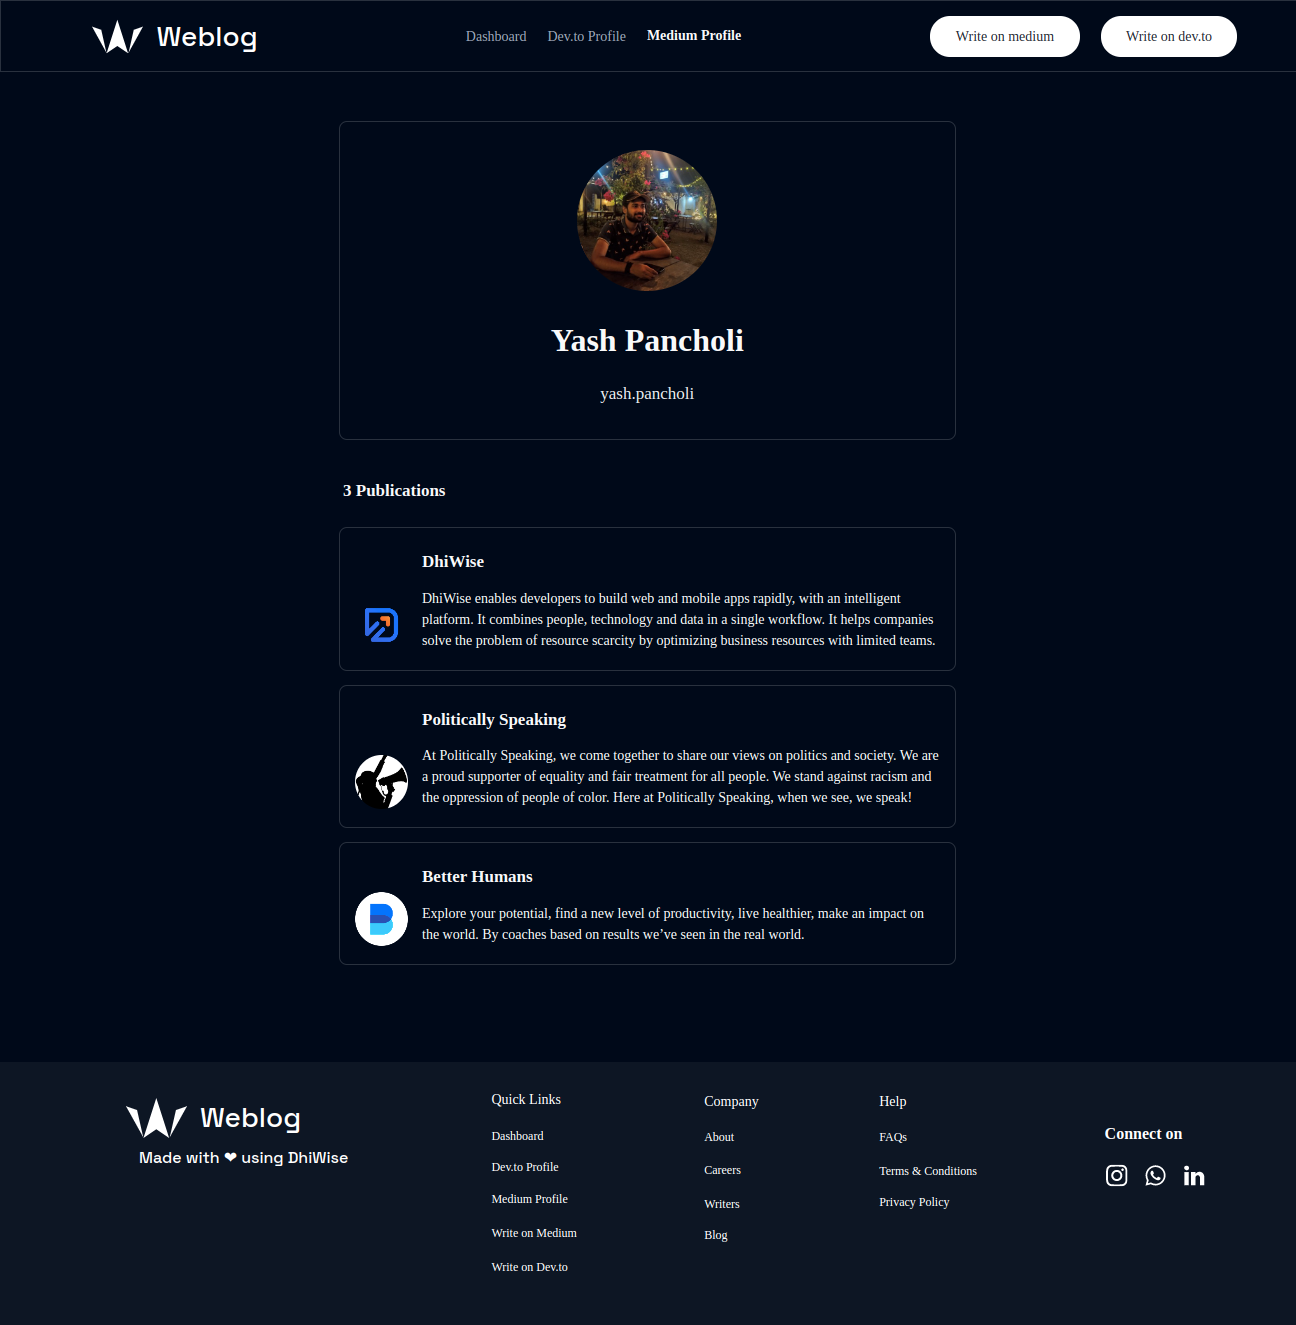 Weblog
Dashboard
Dev.to Profile
Medium Profile
Write on medium
Write on dev.to
Yash Pancholi
yash.pancholi
3 Publications
DhiWise
DhiWise enables developers to build web and mobile apps rapidly, with an intelligent
platform. It combines people, technology and data in a single workflow. It helps companies
solve the problem of resource scarcity by optimizing business resources with limited teams.
Politically Speaking
At Politically Speaking, we come together to share our views on politics and society. We are
a proud supporter of equality and fair treatment for all people. We stand against racism and
the oppression of people of color. Here at Politically Speaking, when we see, we speak!
Better Humans
Explore your potential, find a new level of productivity, live healthier, make an impact on
the world. By coaches based on results we’ve seen in the real world.
Weblog
Made with ❤ using DhiWise
Quick Links
Dashboard
Dev.to Profile
Medium Profile
Write on Medium
Write on Dev.to
Company
About
Careers
Writers
Blog
Help
FAQs
Terms & Conditions
Privacy Policy
Connect on